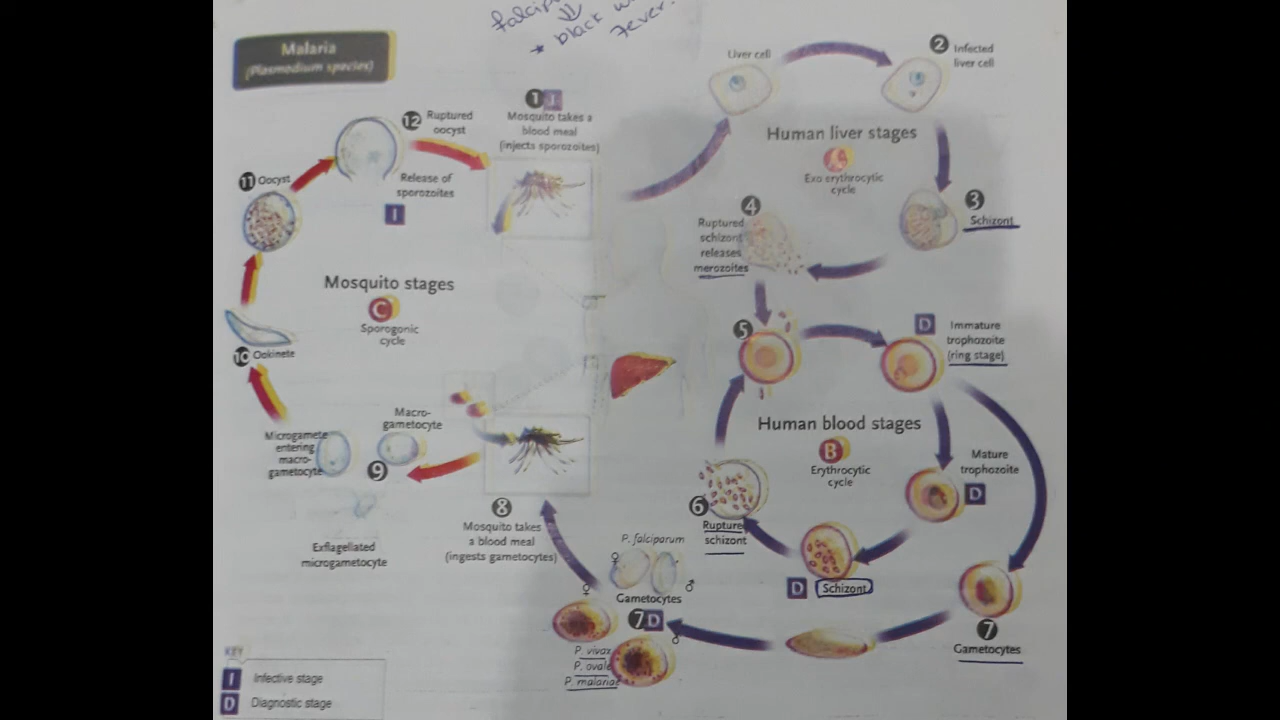 falcip
⇓
* black w
fever.
Malaria
(Plasmodium species)
1 I
Mosquito takes a
blood meal
(injects sporozoites)
Liver cell
2 Infected
liver cell
Human liver stages
A
Exo erythrocytic
cycle
3
Schizont
4
Ruptured
schizont
releases
merozoites
5
D
Immature
trophozoite
(ring stage)
Human blood stages
B
Erythrocytic
cycle
Mature
trophozoite
D
D Schizont
6
Rupture
schizont
7
Gametocytes
P. falciparum
♀
♂
Gametocytes
7 D
♀
♂
P. vivax
P. ovale
P. malariae
8
Mosquito takes
a blood meal
(ingests gametocytes)
Macro-
gametocyte
9
Microgamete
entering
macro-
gametocyte
Exflagellated
microgametocyte
10 Ookinete
11 Oocyst
12 Ruptured
oocyst
Release of
sporozoites
I
Mosquito stages
C
Sporogonic
cycle
KEY
I Infective stage
D Diagnostic stage